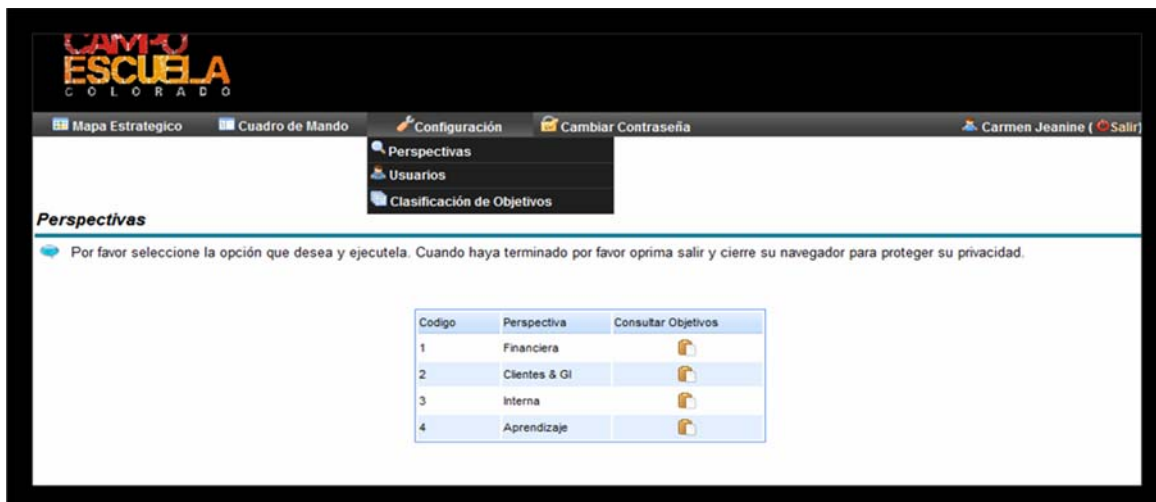 CAMPO
ESCUELA
COLORADO
Mapa Estrategico Cuadro de Mando Configuración Cambiar Contraseña Carmen Jeanine ( Salir)
Perspectivas
Usuarios
Clasificación de Objetivos
Perspectivas
Por favor seleccione la opción que desea y ejecutela. Cuando haya terminado por favor oprima salir y cierre su navegador para proteger su privacidad.
Codigo Perspectiva Consultar Objetivos
1 Financiera
2 Clientes & GI
3 Interna
4 Aprendizaje